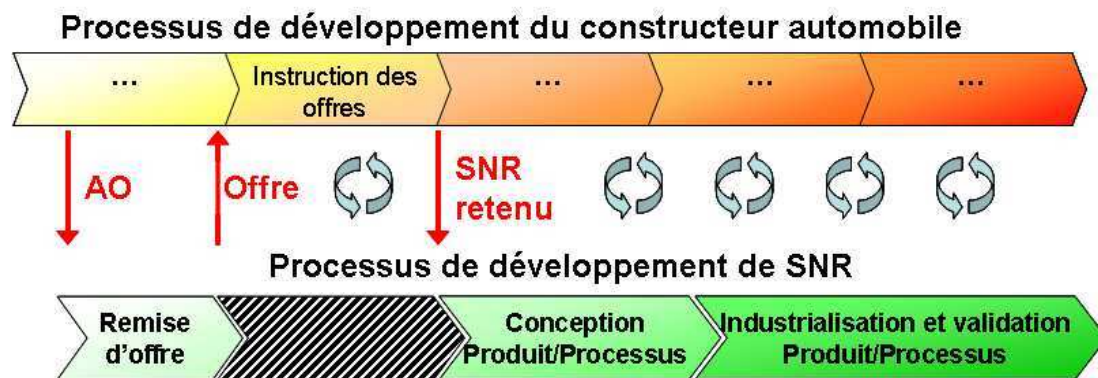 Processus de développement du constructeur automobile
...
Instruction des
offres
...
...
...
AO
Offre
SNR
retenu
Processus de développement de SNR
Remise
d'offre
Conception
Produit/Processus
Industrialisation et validation
Produit/Processus